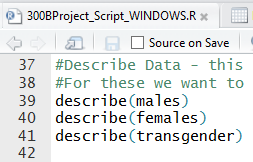 300BProject_Script_WINDOWS.R
Source on Save
37 #Describe Data - this
38 #For these we want to
39 describe(males)
40 describe(females)
41 describe(transgender)
42